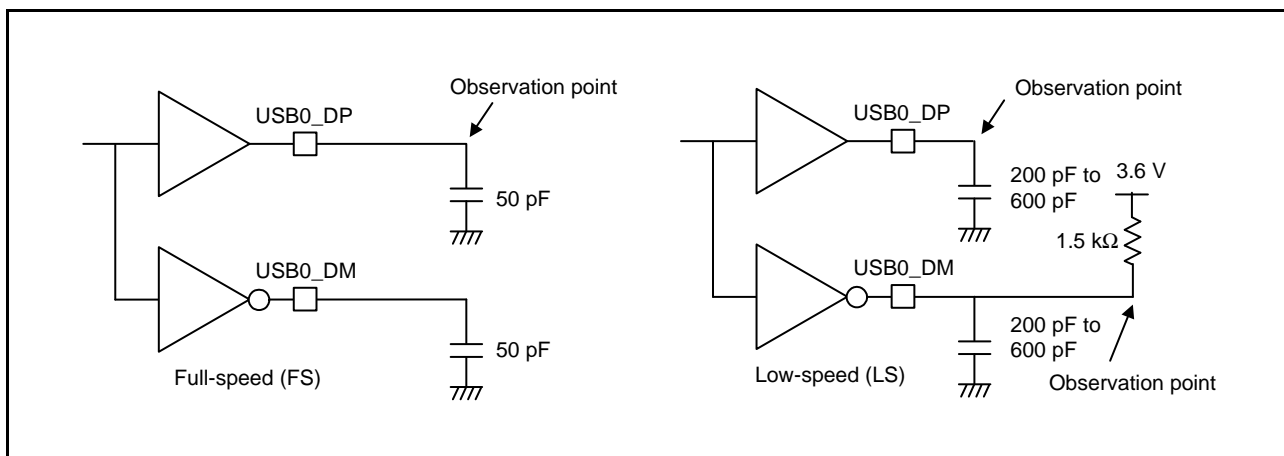 Observation point
USB0_DP
50 pF
USB0_DM
50 pF
Full-speed (FS)
Observation point
USB0_DP
200 pF to
600 pF
3.6 V
1.5 kΩ
USB0_DM
200 pF to
600 pF
Low-speed (LS)
Observation point